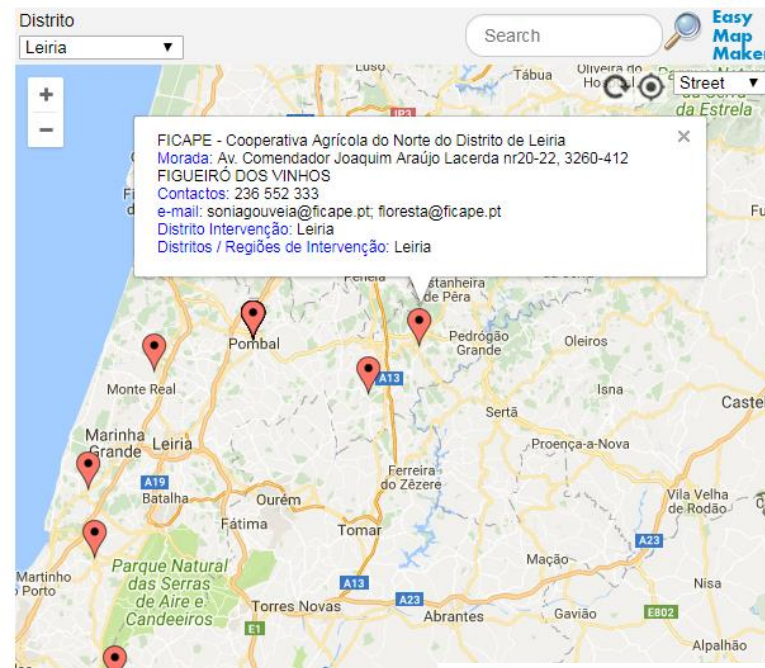 Distrito
Leiria
Search
Easy
Map
Maker
Street
FICAPE - Cooperativa Agrícola do Norte do Distrito de Leiria
Morada: Av. Comendador Joaquim Araújo Lacerda nr20-22, 3260-412
FIGUEIRÓ DOS VINHOS
Contactos: 236 552 333
e-mail: soniagouveia@ficape.pt; floresta@ficape.pt
Distrito Intervenção: Leiria
Distritos / Regiões de Intervenção: Leiria
Tábua
da Estrela
IP3
Pombal
de Pêra
Pedrógão
Grande
Oleiros
A13
Monte Real
Isna
Sertã
Marinha
Grande
Leiria
Proença-a-Nova
A19
Batalha
Ourém
Ferreira
do Zêzere
Vila Velha
de Rodão
Fátima
Tomar
A23
Parque Natural
das Serras
de Aire e
Candeeiros
Mação
Nisa
Martinho
Porto
A13
Torres Novas
A23
Abrantes
Gavião
E802
E1
Alpalhão